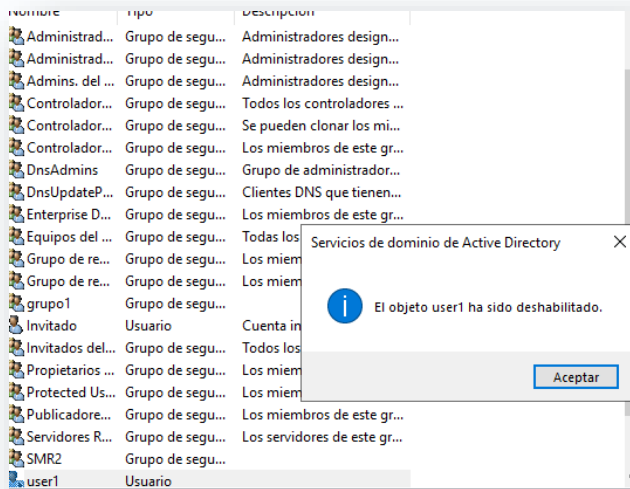 Nombre Tipo Descripción
Administrad... Grupo de segu... Administradores design...
Administrad... Grupo de segu... Administradores design...
Admins. del ... Grupo de segu... Administradores design...
Controlador... Grupo de segu... Todos los controladores ...
Controlador... Grupo de segu... Se pueden clonar los mi...
Controlador... Grupo de segu... Los miembros de este gr...
DnsAdmins Grupo de segu... Grupo de administrador...
DnsUpdateP... Grupo de segu... Clientes DNS que tienen...
Enterprise D... Grupo de segu... Los miembros de este gr...
Equipos del ... Grupo de segu... Todas los
Grupo de re... Grupo de segu... Los miem
Grupo de re... Grupo de segu... Los miem
grupo1 Grupo de segu...
Invitado Usuario Cuenta in
Invitados del... Grupo de segu... Todos los
Propietarios ... Grupo de segu... Los miem
Protected Us... Grupo de segu... Los miem
Publicadore... Grupo de segu... Los miembros de este gr...
Servidores R... Grupo de segu... Los servidores de este gr...
SMR2 Grupo de segu...
user1 Usuario
Servicios de dominio de Active Directory
El objeto user1 ha sido deshabilitado.
Aceptar